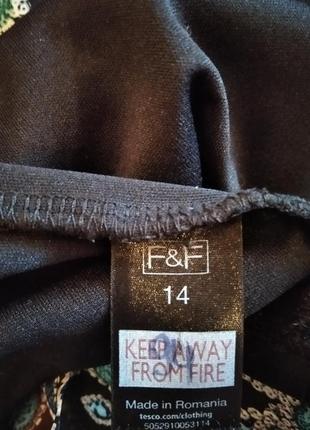 F&F
14
KEEP AWAY
FROM FIRE
Made in Romania
tesco.com/clothing
5052910053114